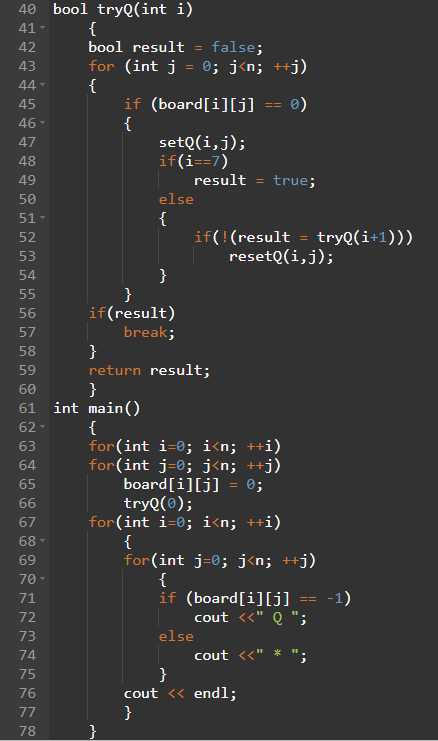 40 bool tryQ(int i)
41 {
42 bool result = false;
43 for (int j = 0; j<n; ++j)
44 {
45 if (board[i][j] == 0)
46 {
47 setQ(i,j);
48 if(i==7)
49 result = true;
50 else
51 {
52 if(!(result = tryQ(i+1)))
53 resetQ(i,j);
54 }
55 }
56 if(result)
57 break;
58 }
59 return result;
60 }
61 int main()
62 {
63 for(int i=0; i<n; ++i)
64 for(int j=0; j<n; ++j)
65 board[i][j] = 0;
66 tryQ(0);
67 for(int i=0; i<n; ++i)
68 {
69 for(int j=0; j<n; ++j)
70 {
71 if (board[i][j] == -1)
72 cout <<" Q ";
73 else
74 cout <<" * ";
75 }
76 cout << endl;
77 }
78 }